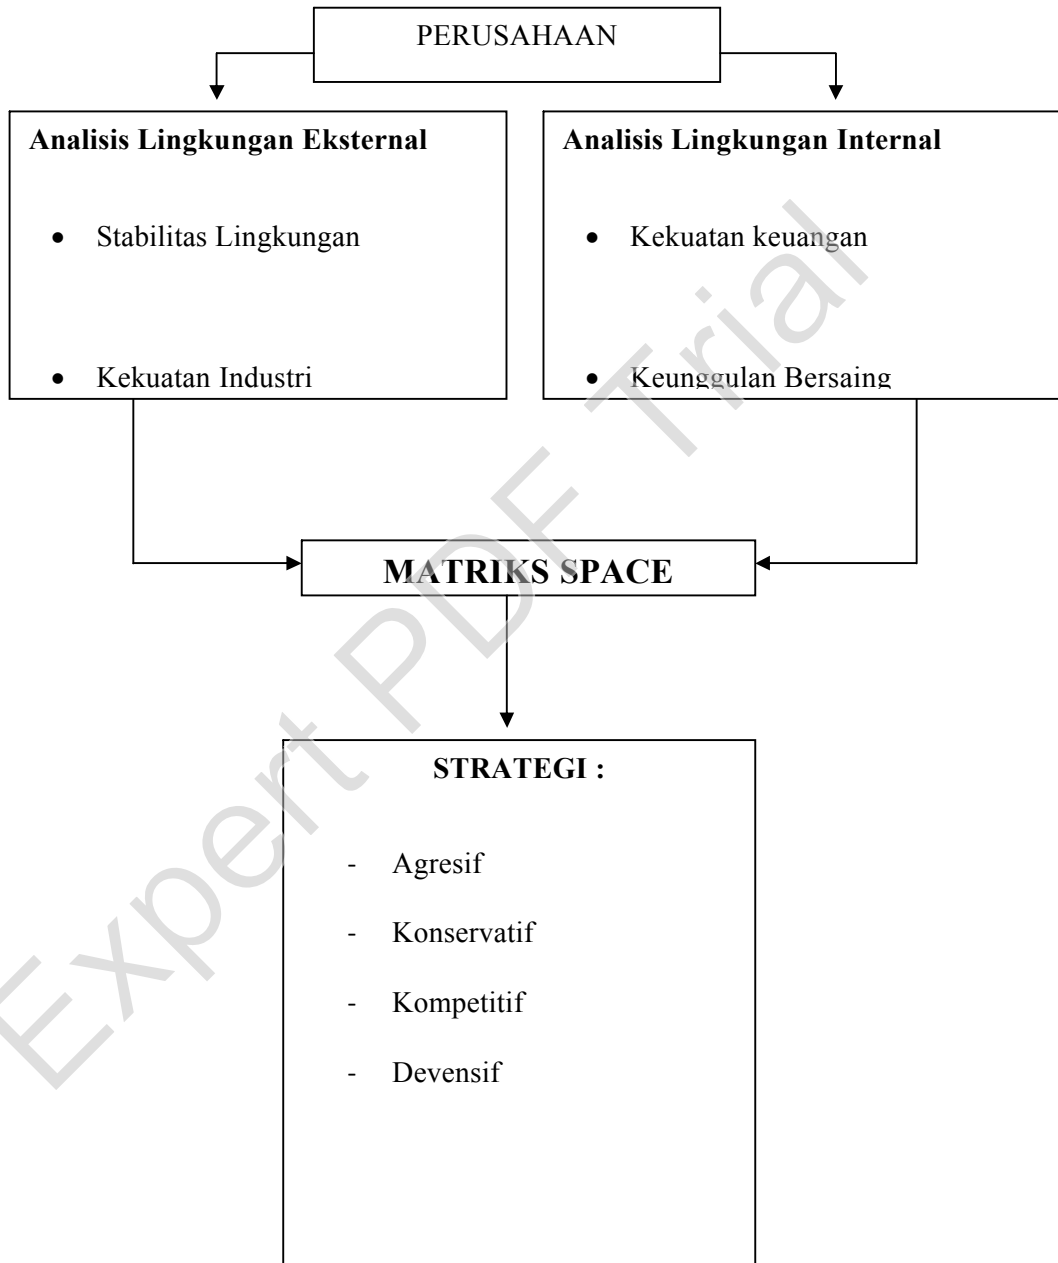 PERUSAHAAN
Analisis Lingkungan Eksternal
• Stabilitas Lingkungan
• Kekuatan Industri
Analisis Lingkungan Internal
• Kekuatan keuangan
• Keunggulan Bersaing
MATRIKS SPACE
STRATEGI :
- Agresif
- Konservatif
- Kompetitif
- Devensif
Expert PDF Trial